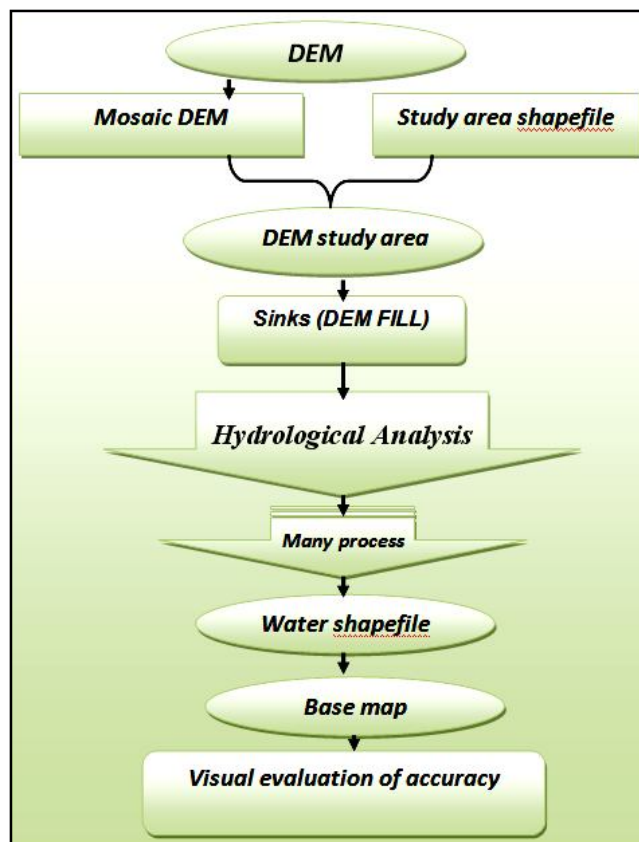 DEM
Mosaic DEM
Study area shapefile
DEM study area
Sinks (DEM FILL)
Hydrological Analysis
Many process
Water shapefile
Base map
Visual evaluation of accuracy